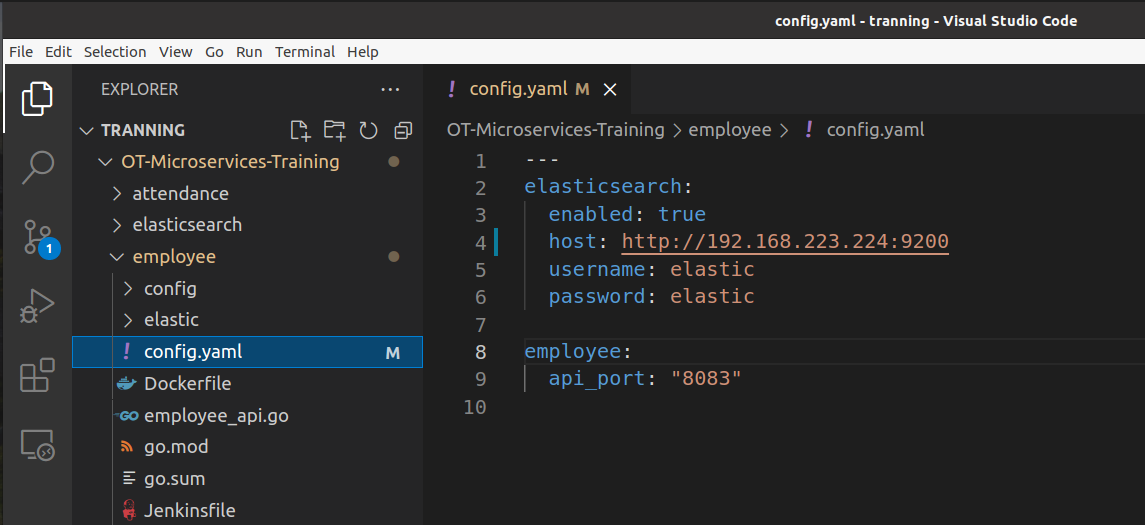 config.yaml - tranning - Visual Studio Code
File Edit Selection View Go Run Terminal Help
EXPLORER
TRANNING
OT-Microservices-Training
attendance
elasticsearch
employee
config
elastic
! config.yaml M
Dockerfile
GO employee_api.go
go.mod
go.sum
Jenkinsfile
1
! config.yaml M
OT-Microservices-Training > employee > ! config.yaml
1 ---
2 elasticsearch:
3 enabled: true
4 host: http://192.168.223.224:9200
5 username: elastic
6 password: elastic
7
8 employee:
9 api_port: "8083"
10